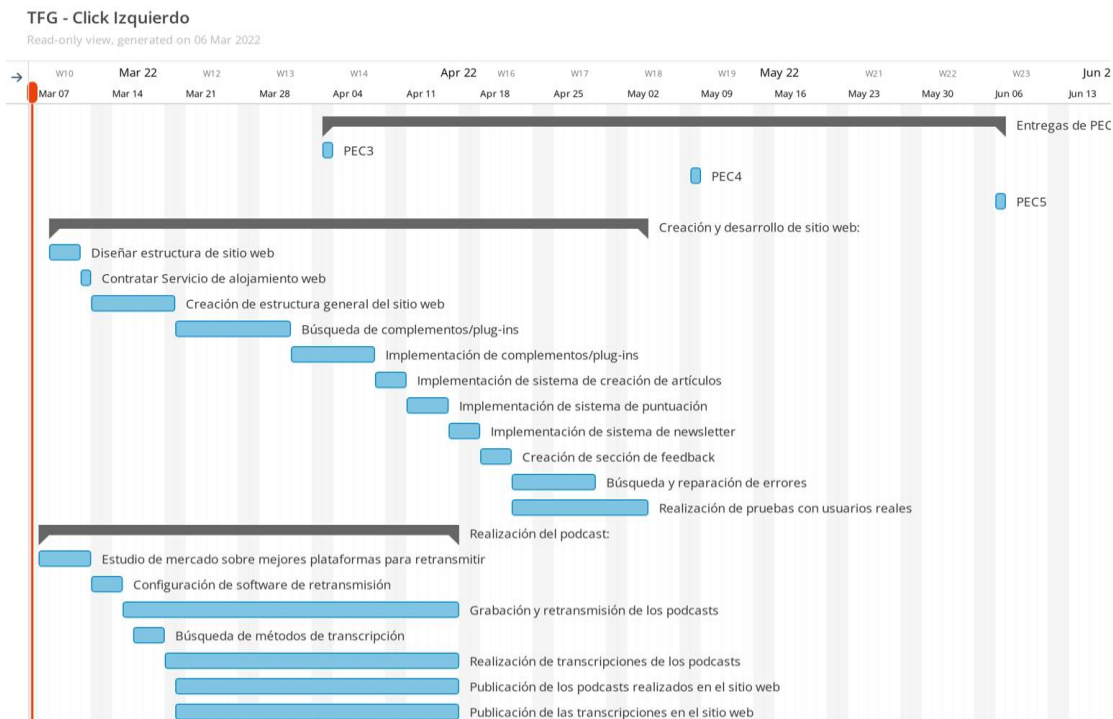 TFG - Click Izquierdo
Read-only view, generated on 06 Mar 2022
W10 Mar 22 W12 W13 W14 Apr 22 W16 W17 W18 W19 May 22 W21 W22 W23 Jun 2
Mar 07 Mar 14 Mar 21 Mar 28 Apr 04 Apr 11 Apr 18 Apr 25 May 02 May 09 May 16 May 23 May 30 Jun 06 Jun 13
Entregas de PEC
PEC3
PEC4
PEC5
Creación y desarrollo de sitio web:
Diseñar estructura de sitio web
Contratar Servicio de alojamiento web
Creación de estructura general del sitio web
Búsqueda de complementos/plug-ins
Implementación de complementos/plug-ins
Implementación de sistema de creación de artículos
Implementación de sistema de puntuación
Implementación de sistema de newsletter
Creación de sección de feedback
Búsqueda y reparación de errores
Realización de pruebas con usuarios reales
Realización del podcast:
Estudio de mercado sobre mejores plataformas para retransmitir
Configuración de software de retransmisión
Grabación y retransmisión de los podcasts
Búsqueda de métodos de transcripción
Realización de transcripciones de los podcasts
Publicación de los podcasts realizados en el sitio web
Publicación de las transcripciones en el sitio web